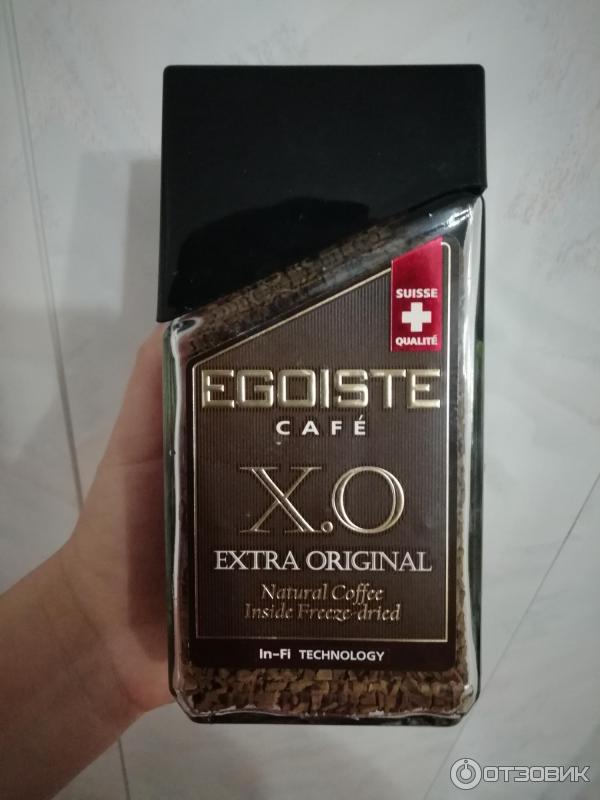 SUISSE
QUALITÉ
EGOISTE
CAFÉ
X.O
EXTRA ORIGINAL
Natural Coffee
Inside Freeze-dried
In-Fi TECHNOLOGY
ОТЗОВИК